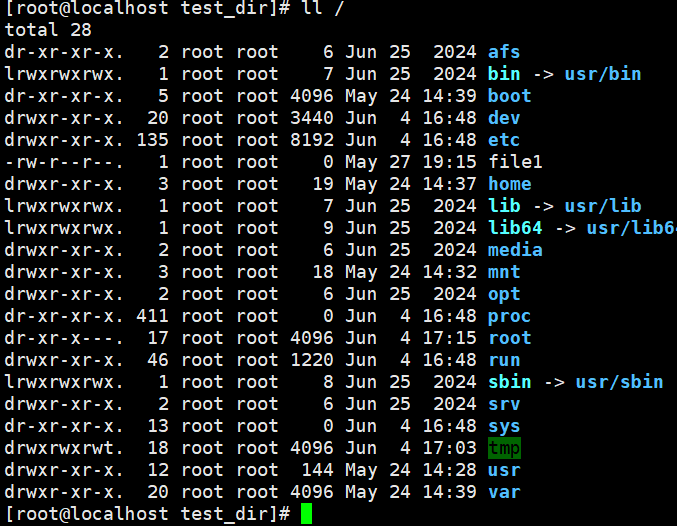 [root@localhost test_dir]# ll /
total 28
dr-xr-xr-x.   2 root root    6 Jun 25  2024 afs
lrwxrwxrwx.   1 root root    7 Jun 25  2024 bin -> usr/bin
dr-xr-xr-x.   5 root root 4096 May 24 14:39 boot
drwxr-xr-x.  20 root root 3440 Jun  4 16:48 dev
drwxr-xr-x. 135 root root 8192 Jun  4 16:48 etc
-rw-r--r--.   1 root root    0 May 27 19:15 file1
drwxr-xr-x.   3 root root   19 May 24 14:37 home
lrwxrwxrwx.   1 root root    7 Jun 25  2024 lib -> usr/lib
lrwxrwxrwx.   1 root root    9 Jun 25  2024 lib64 -> usr/lib64
drwxr-xr-x.   2 root root    6 Jun 25  2024 media
drwxr-xr-x.   3 root root   18 May 24 14:32 mnt
drwxr-xr-x.   2 root root    6 Jun 25  2024 opt
dr-xr-xr-x. 411 root root    0 Jun  4 16:48 proc
dr-xr-x---.  17 root root 4096 Jun  4 17:15 root
drwxr-xr-x.  46 root root 1220 Jun  4 16:48 run
lrwxrwxrwx.   1 root root    8 Jun 25  2024 sbin -> usr/sbin
drwxr-xr-x.   2 root root    6 Jun 25  2024 srv
dr-xr-xr-x.  13 root root    0 Jun  4 16:48 sys
drwxrwxrwt.  18 root root 4096 Jun  4 17:03 tmp
drwxr-xr-x.  12 root root  144 May 24 14:28 usr
drwxr-xr-x.  20 root root 4096 May 24 14:39 var
[root@localhost test_dir]#